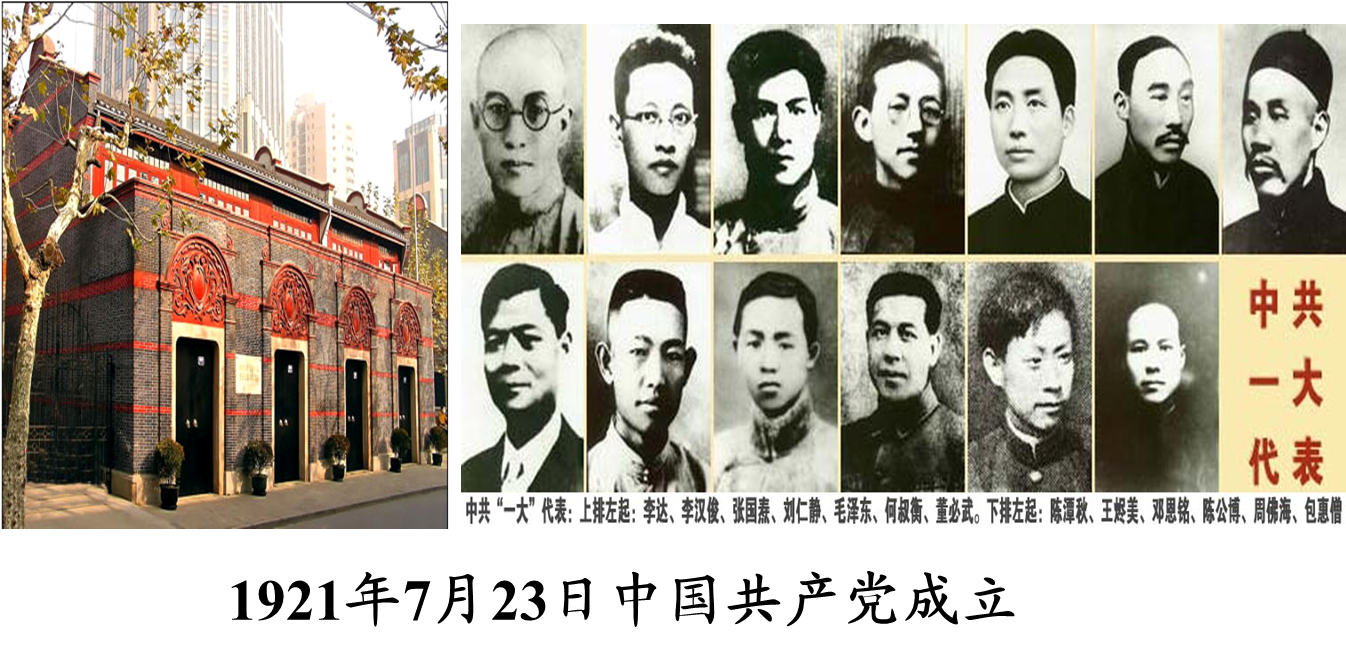 中共
一大
代表
中共“一大”代表：上排左起：李达、李汉俊、张国焘、刘仁静、毛泽东、何叔衡、董必武。下排左起：陈潭秋、王烬美、邓恩铭、陈公博、周佛海、包惠僧
1921年7月23日中国共产党成立